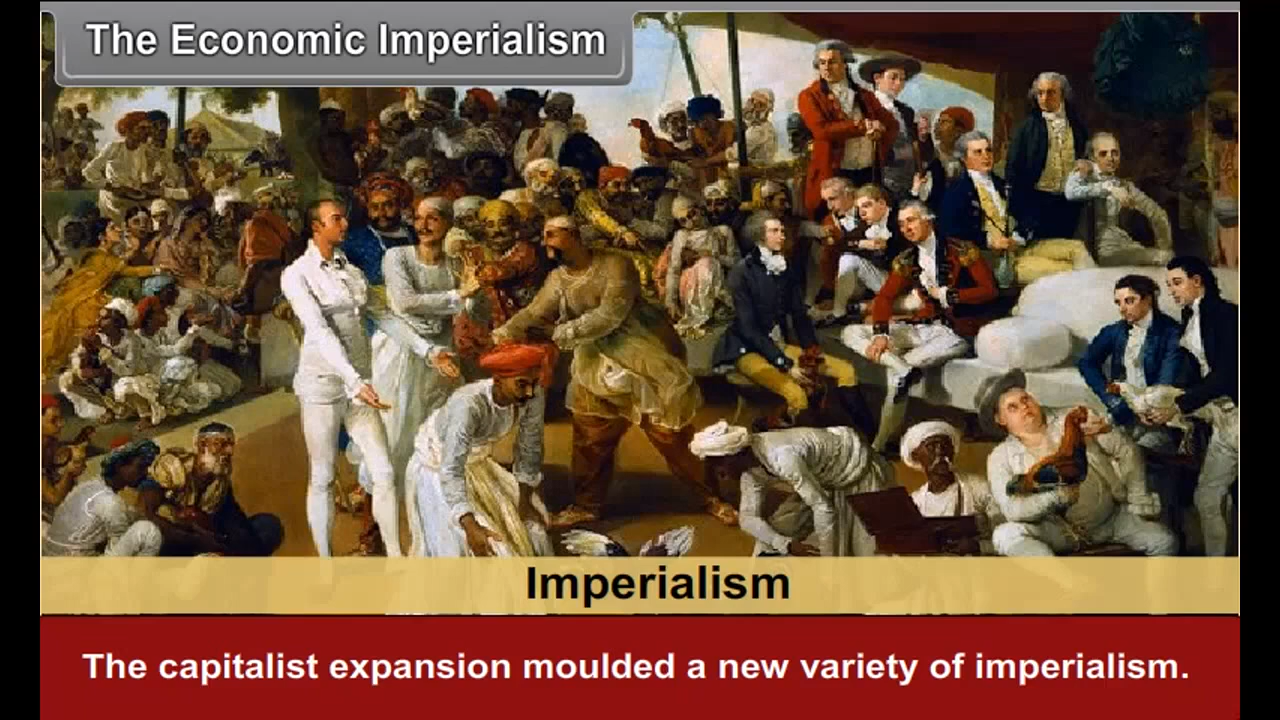 The Economic Imperialism
Imperialism
The capitalist expansion moulded a new variety of imperialism.